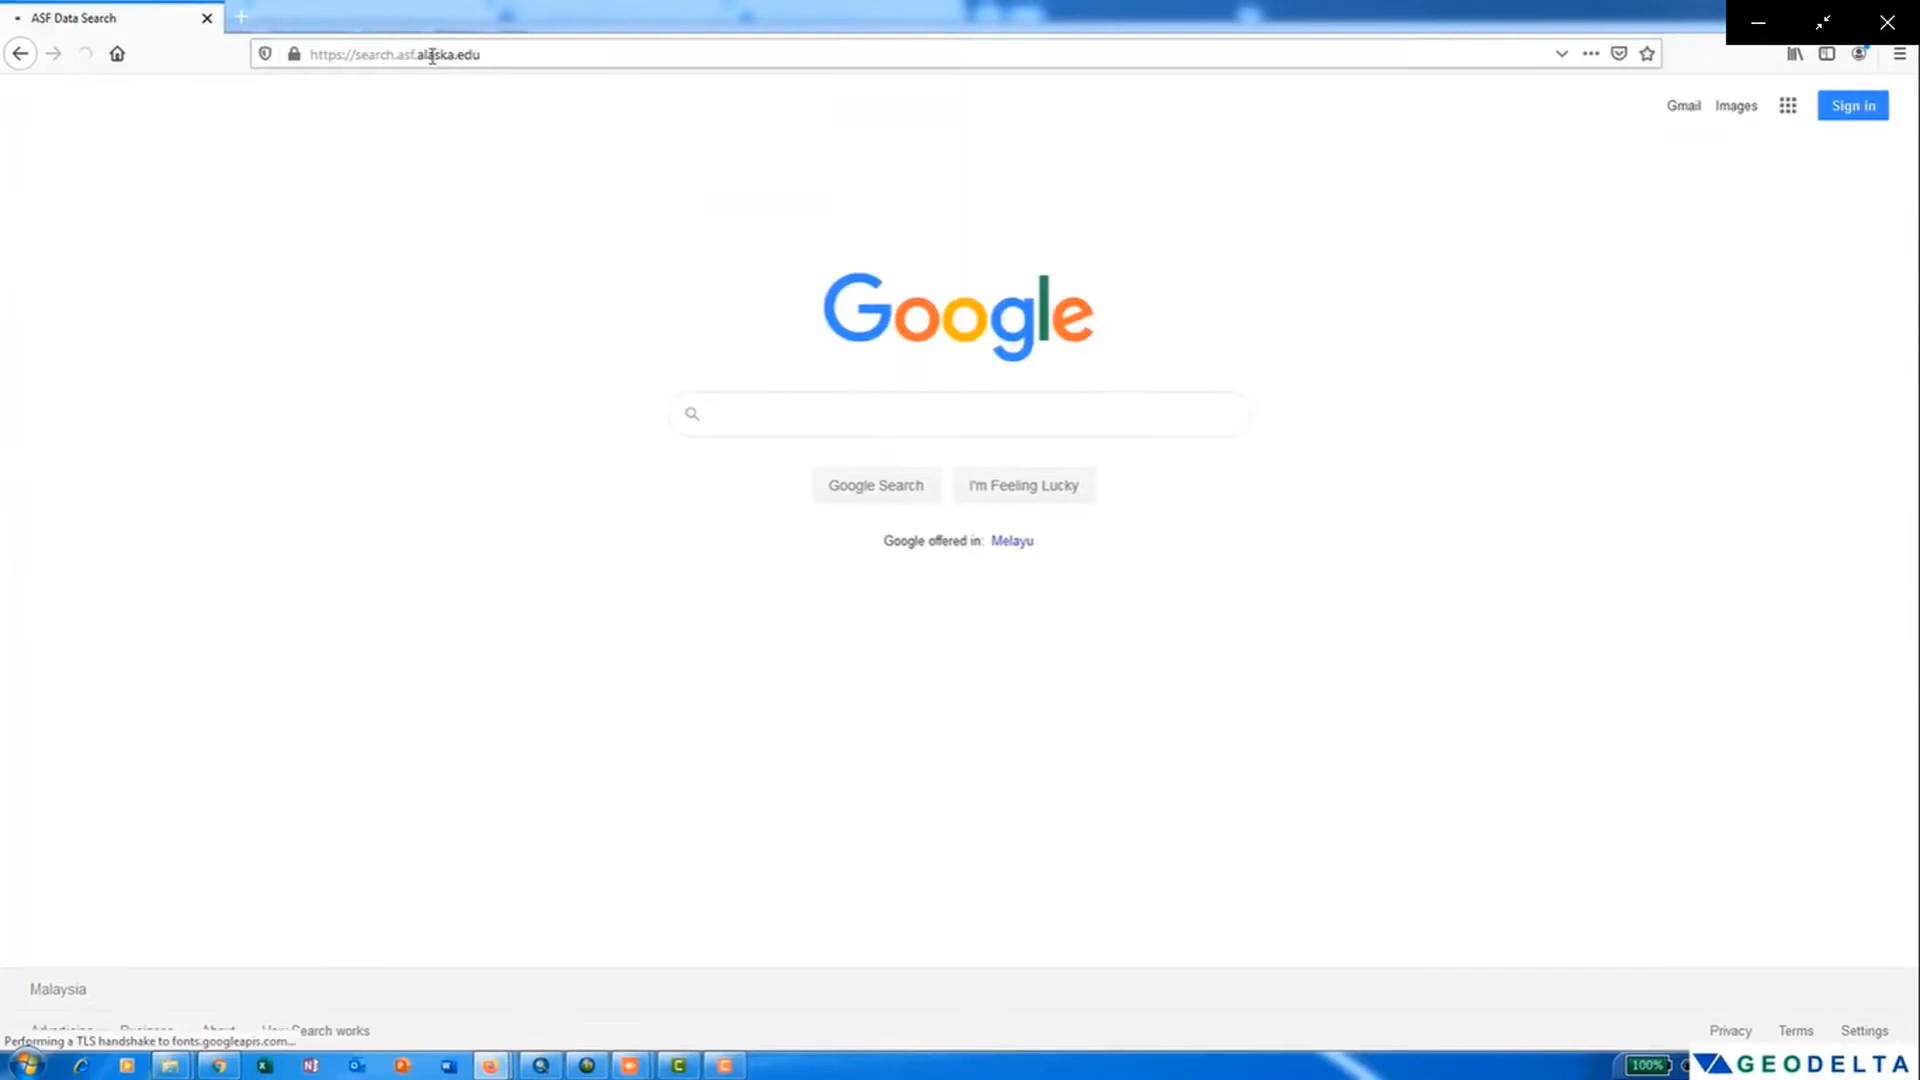 ASF Data Search
https://search.asf.alaska.edu
Gmail Images Sign in
Google
Google Search I'm Feeling Lucky
Google offered in: Melayu
Malaysia
Advertising Business About How Search works
Privacy Terms Settings
Performing a TLS handshake to fonts.googleapis.com...
100%
GEODELTA